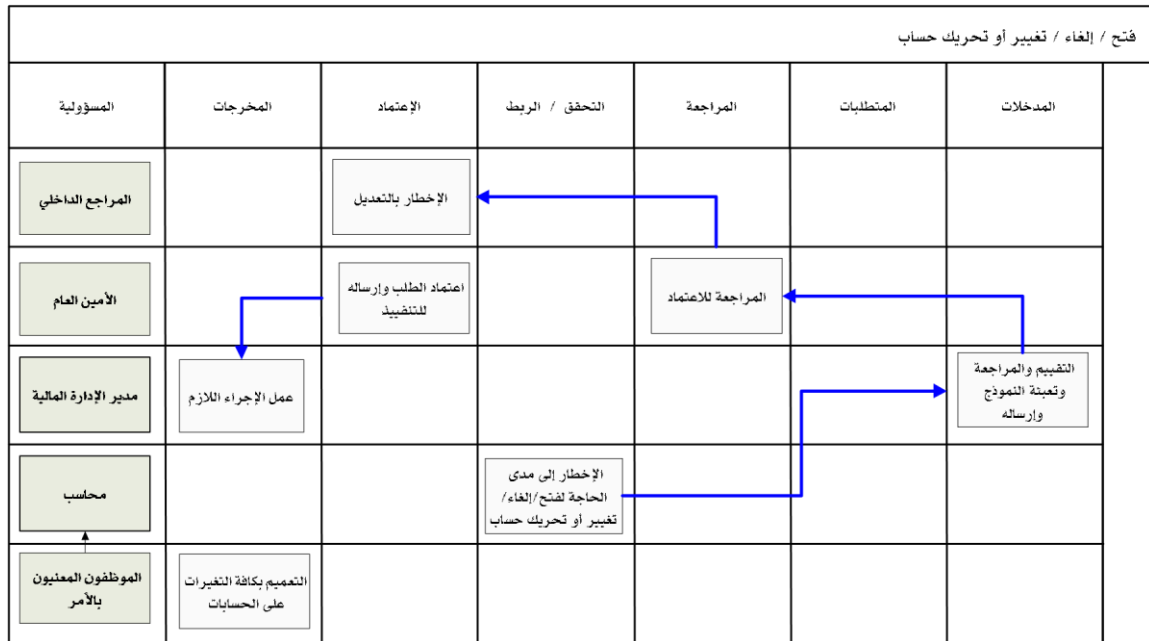 فتح / إلغاء / تغيير أو تحريك حساب
المدخلات
المتطلبات
المراجعة
التحقق / الربط
الإعتماد
المخرجات
المسؤولية
الإخطار بالتعديل
المراجع الداخلي
المراجعة للاعتماد
اعتماد الطلب وإرساله
للتنفييذ
الأمين العام
التقييم والمراجعة
وتعبئة النموذج
وإرساله
عمل الإجراء اللازم
مدير الإدارة المالية
الإخطار إلى مدى
الحاجة لفتح/إلغاء/
تغيير أو تحريك حساب
محاسب
التعميم بكافة التغيرات
على الحسابات
الموظفون المعنيون
بالأمر